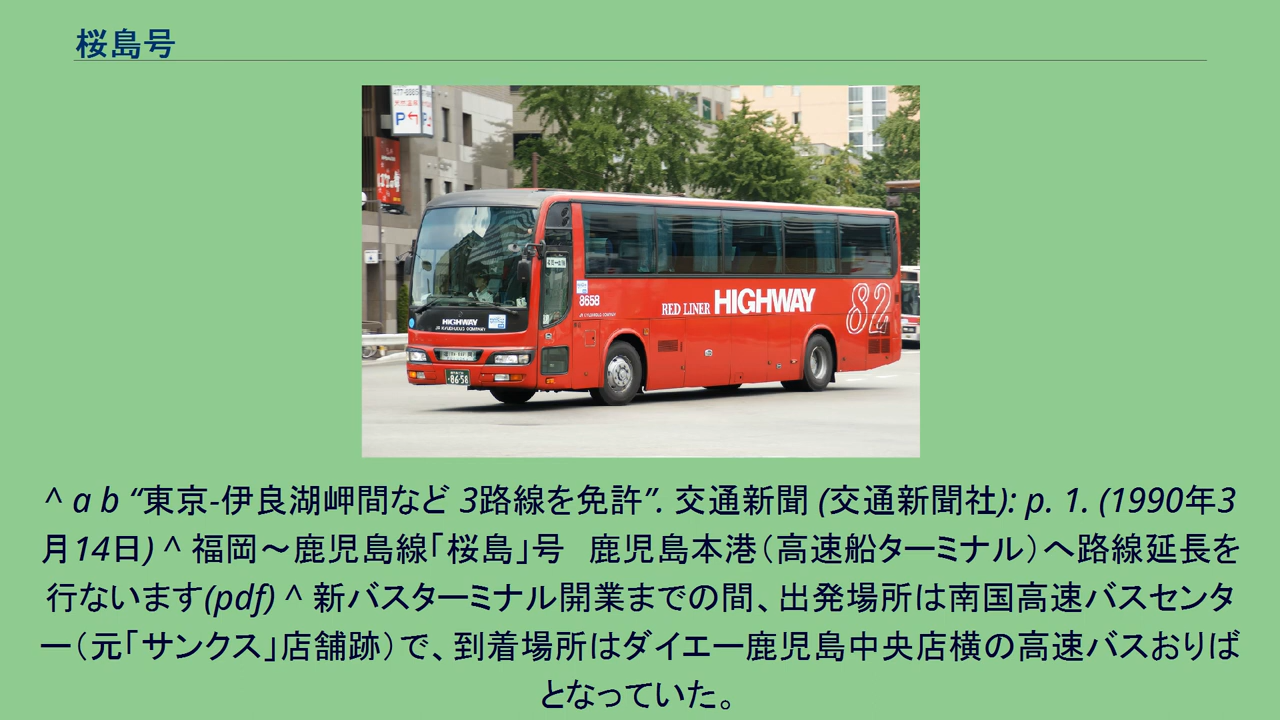 桜島号
477-8885
P
P
HIGHWAY
JR KYUSHU BUS COMPANY
8658
8658
RED LINER HIGHWAY
82
^ a b “東京-伊良湖岬間など 3路線を免許”. 交通新聞 (交通新聞社): p. 1. (1990年3
月14日) ^ 福岡～鹿児島線「桜島」号　鹿児島本港（高速船ターミナル）へ路線延長を
行ないます(pdf) ^ 新バスターミナル開業までの間、出発場所は南国高速バスセンタ
ー（元「サンクス」店舗跡）で、到着場所はダイエー鹿児島中央店横の高速バスおりば
となっていた。